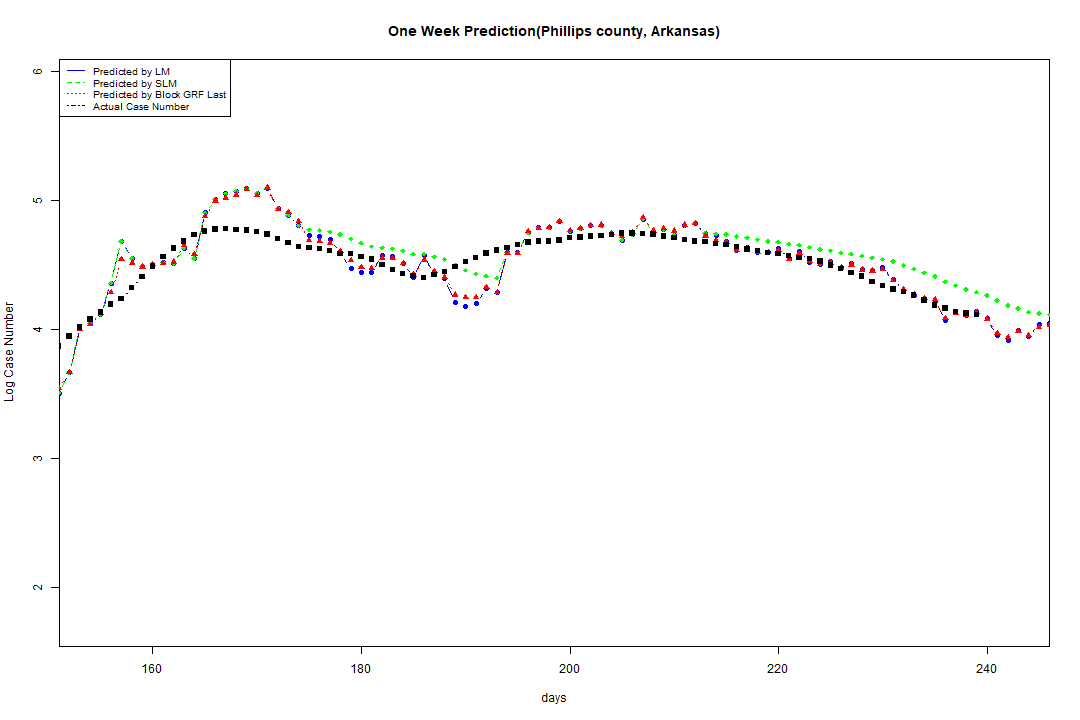 One Week Prediction(Phillips county, Arkansas)
Predicted by LM
Predicted by SLM
Predicted by Block GRF Last
Actual Case Number
6
5
4
3
2
Log Case Number
160
180
200
220
240
days